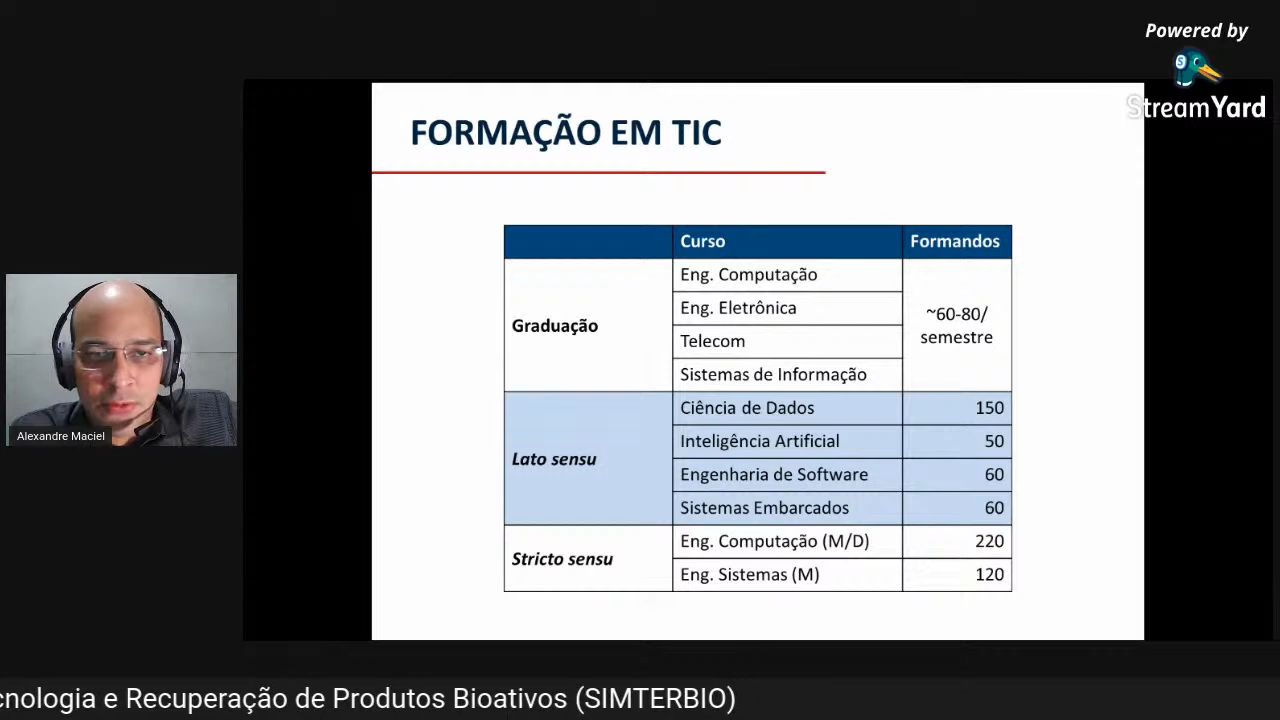 Powered by
StreamYard
FORMAÇÃO EM TIC
Curso Formandos
Graduação
Eng. Computação
Eng. Eletrônica
Telecom
Sistemas de Informação
~60-80/
semestre
Lato sensu
Ciência de Dados 150
Inteligência Artificial 50
Engenharia de Software 60
Sistemas Embarcados 60
Stricto sensu
Eng. Computação (M/D) 220
Eng. Sistemas (M) 120
Alexandre Maciel
cnologia e Recuperação de Produtos Bioativos (SIMTERBIO)